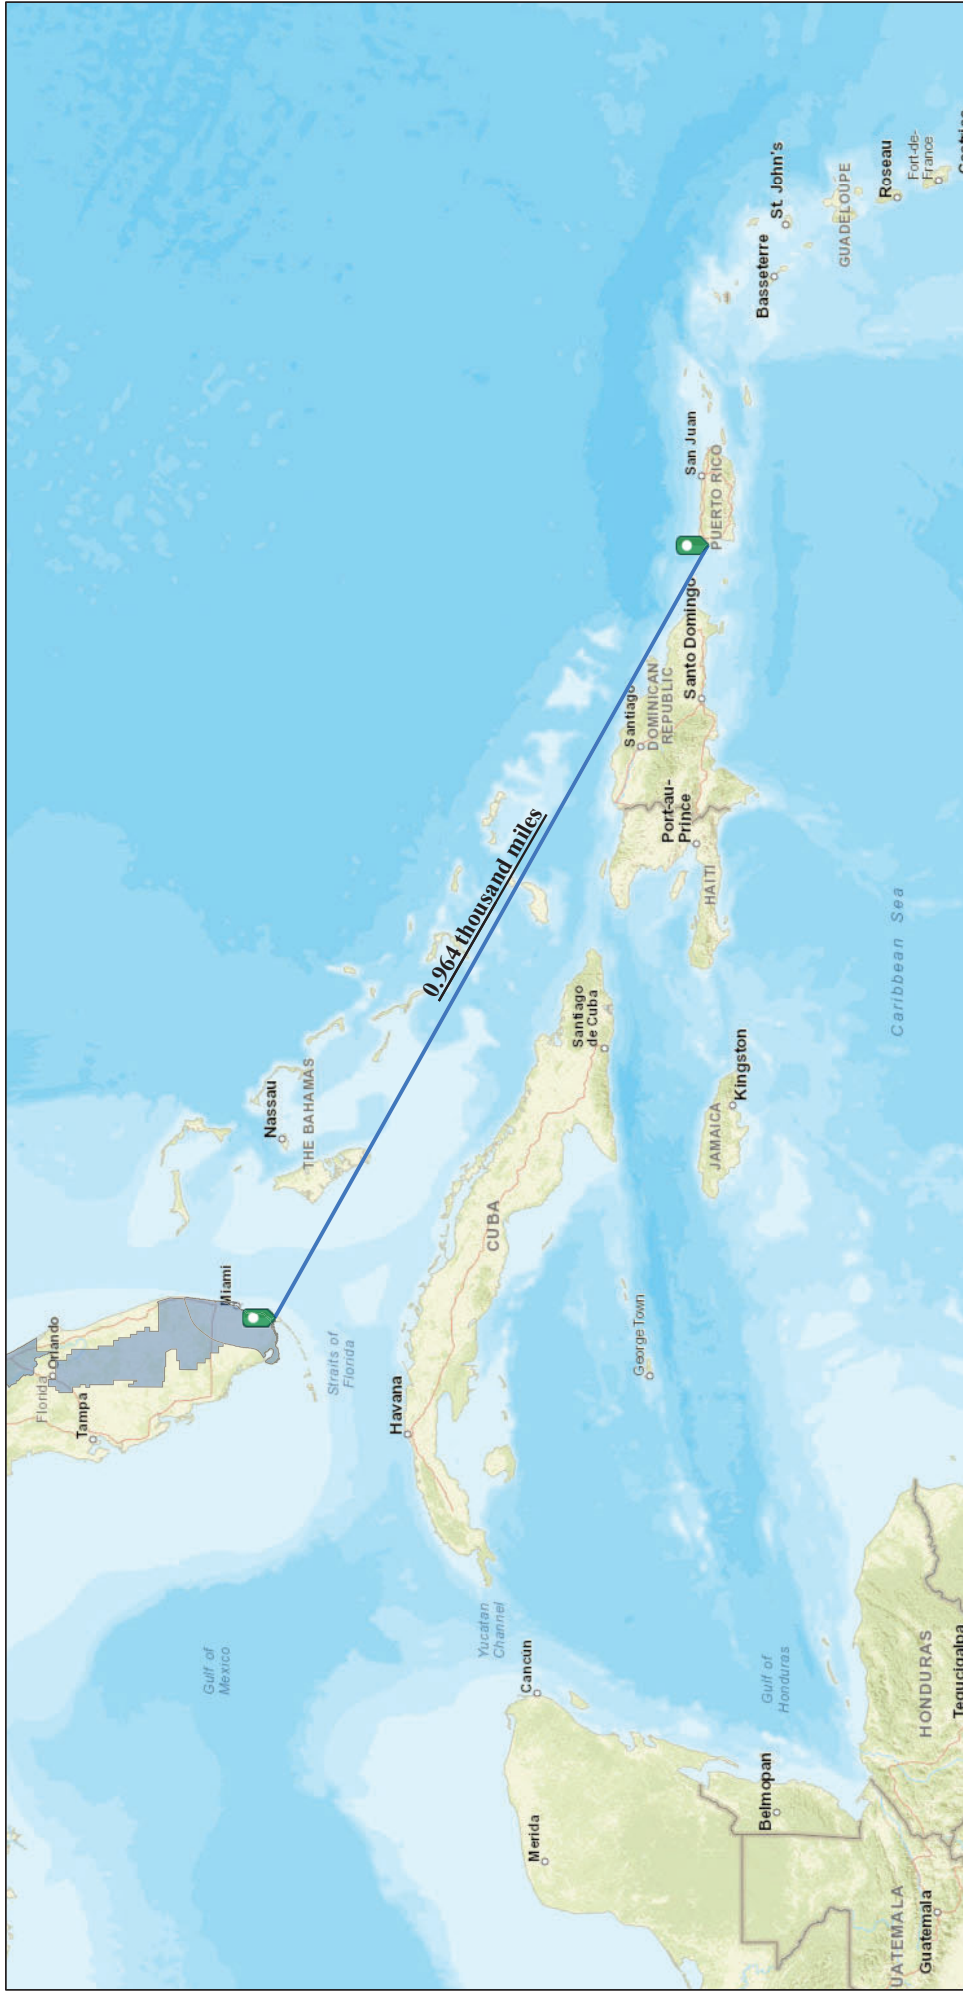 Florida
Orlando
Tampa
Miami
Gulf of
Mexico
Straits of
Florida
Nassau
THE BAHAMAS
0.964 thousand miles
Havana
CUBA
Yucatan
Channel
Cancun
Merida
Santiago
de Cuba
George Town
JAMAICA
Kingston
Port-au-
Prince
HAITI
Santiago
DOMINICAN
REPUBLIC
Santo Domingo
San Juan
PUERTO RICO
Basseterre
St. John's
GUADELOUPE
Roseau
Fort-de-
France
Caribbean Sea
Belmopan
Gulf of
Honduras
UATEMALA
Guatemala
HONDURAS
Tegucigalpa